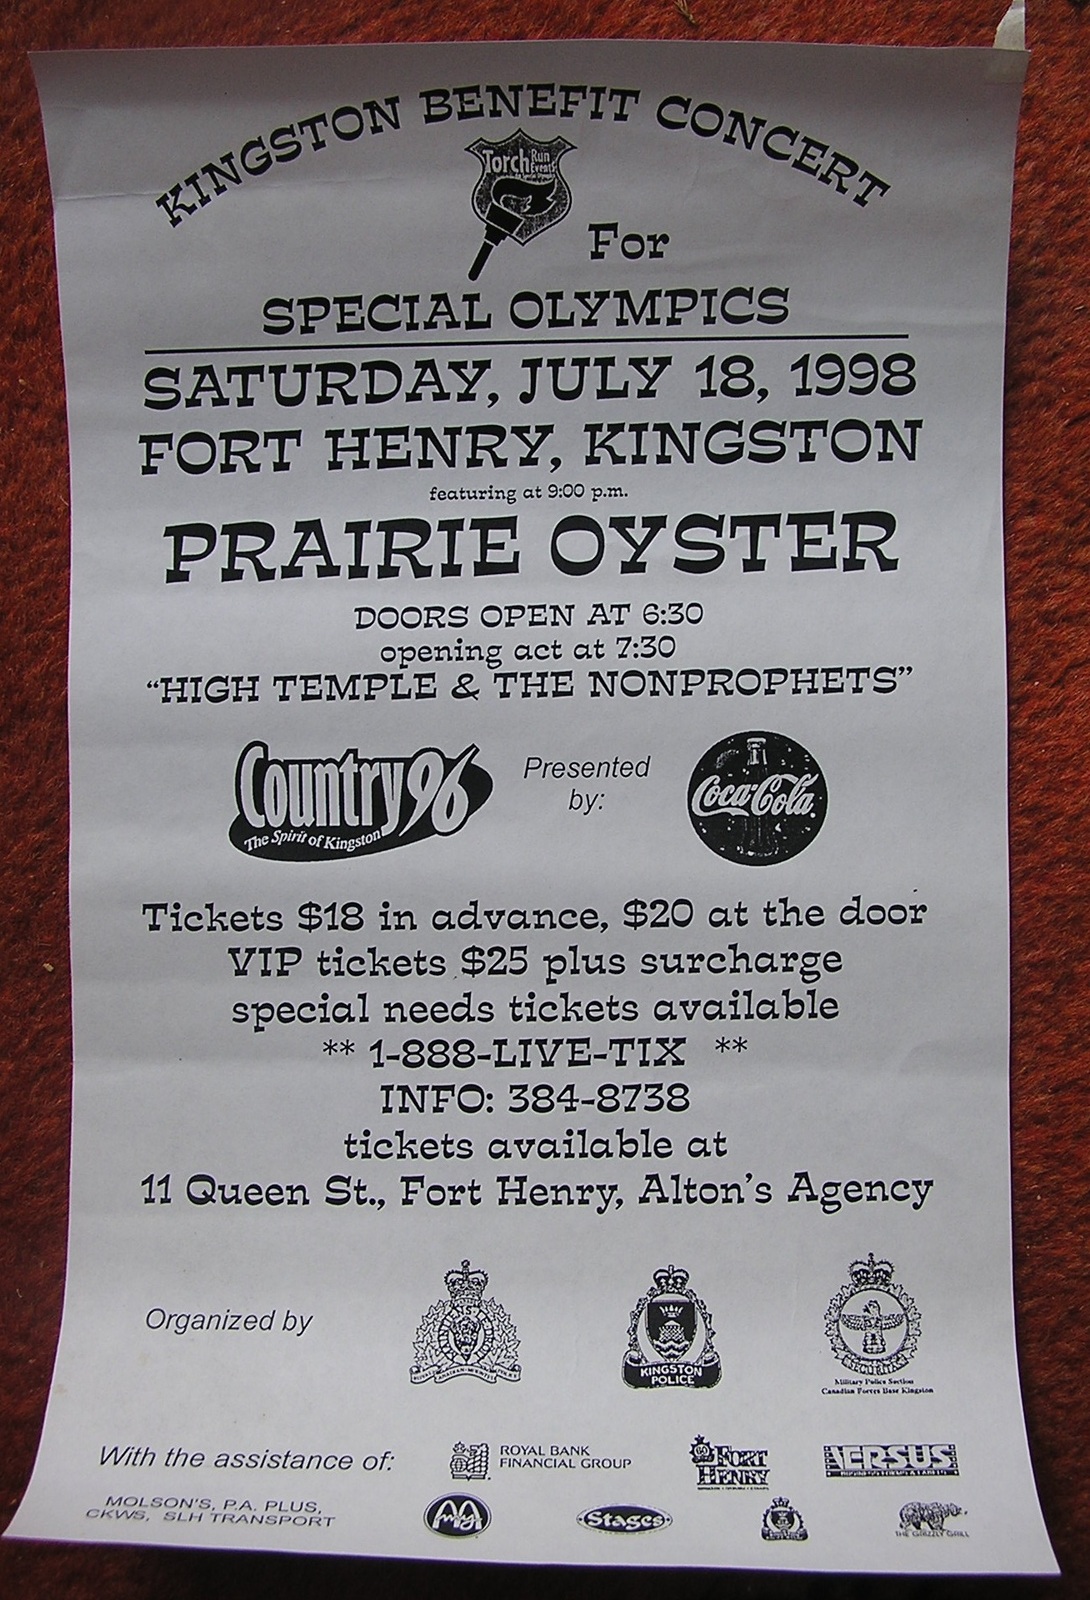 KINGSTON BENEFIT CONCERT
Torch Run
Events
For
SPECIAL OLYMPICS
SATURDAY, JULY 18, 1998
FORT HENRY, KINGSTON
featuring at 9:00 p.m.
PRAIRIE OYSTER
DOORS OPEN AT 6:30
opening act at 7:30
"HIGH TEMPLE & THE NONPROPHETS"
Country 96
The Spirit of Kingston
Presented
by:
Coca-Cola
Tickets $18 in advance, $20 at the door
VIP tickets $25 plus surcharge
special needs tickets available
** 1-888-LIVE-TIX **
INFO: 384-8738
tickets available at
11 Queen St., Fort Henry, Alton's Agency
Organized by
KINGSTON
POLICE
Military Police Section
Canadian Forces Base Kingston
With the assistance of:
ROYAL BANK
FINANCIAL GROUP
FORT
HENRY
VERSUS
MOLSON'S, P.A. PLUS,
CKWS, SLH TRANSPORT
Stages
THE GRIZZLY GRILL